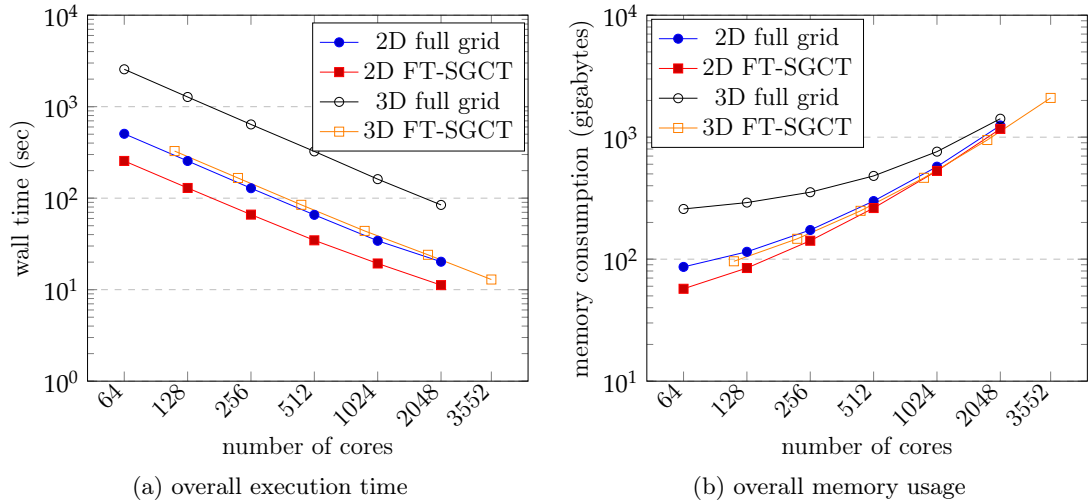 10^4
10^3
10^2
10^1
10^0
wall time (sec)
2D full grid
2D FT-SGCT
3D full grid
3D FT-SGCT
64
128
256
512
1024
2048
3552
number of cores
(a) overall execution time
10^4
10^3
10^2
10^1
memory consumption (gigabytes)
2D full grid
2D FT-SGCT
3D full grid
3D FT-SGCT
64
128
256
512
1024
2048
3552
number of cores
(b) overall memory usage